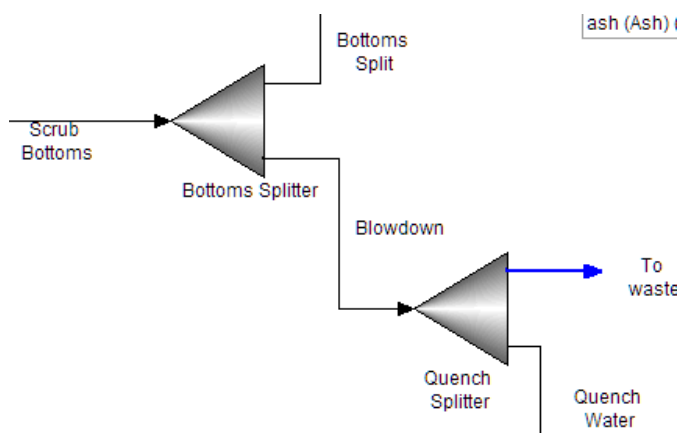 ash (Ash) (
Bottoms
Split
Scrub
Bottoms
Bottoms Splitter
Blowdown
To
waste
Quench
Splitter
Quench
Water